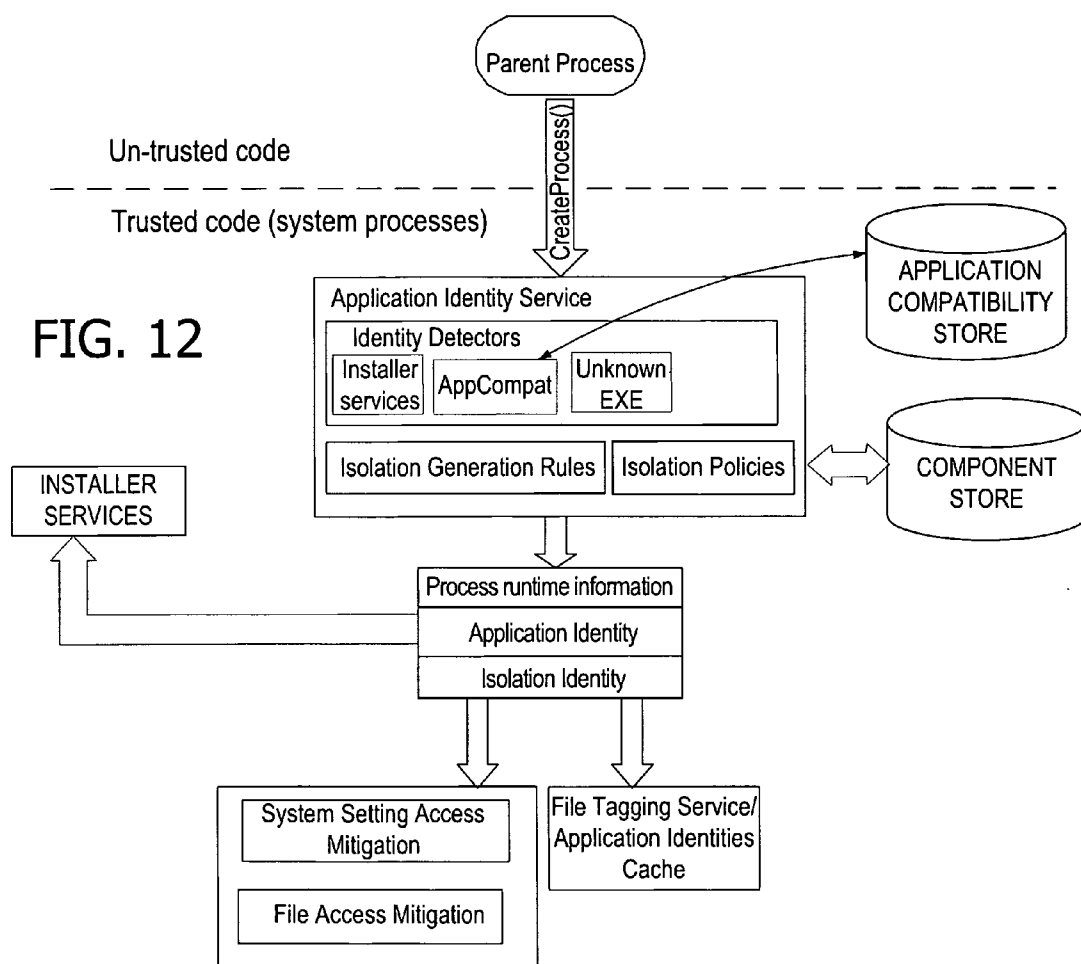 Parent Process
CreateProcess()
Un-trusted code
Trusted code (system processes)
FIG. 12
APPLICATION
COMPATIBILITY
STORE
Application Identity Service
Identity Detectors
Installer
services
AppCompat
Unknown
EXE
Isolation Generation Rules
Isolation Policies
COMPONENT
STORE
INSTALLER
SERVICES
Process runtime information
Application Identity
Isolation Identity
System Setting Access
Mitigation
File Access Mitigation
File Tagging Service/
Application Identities
Cache